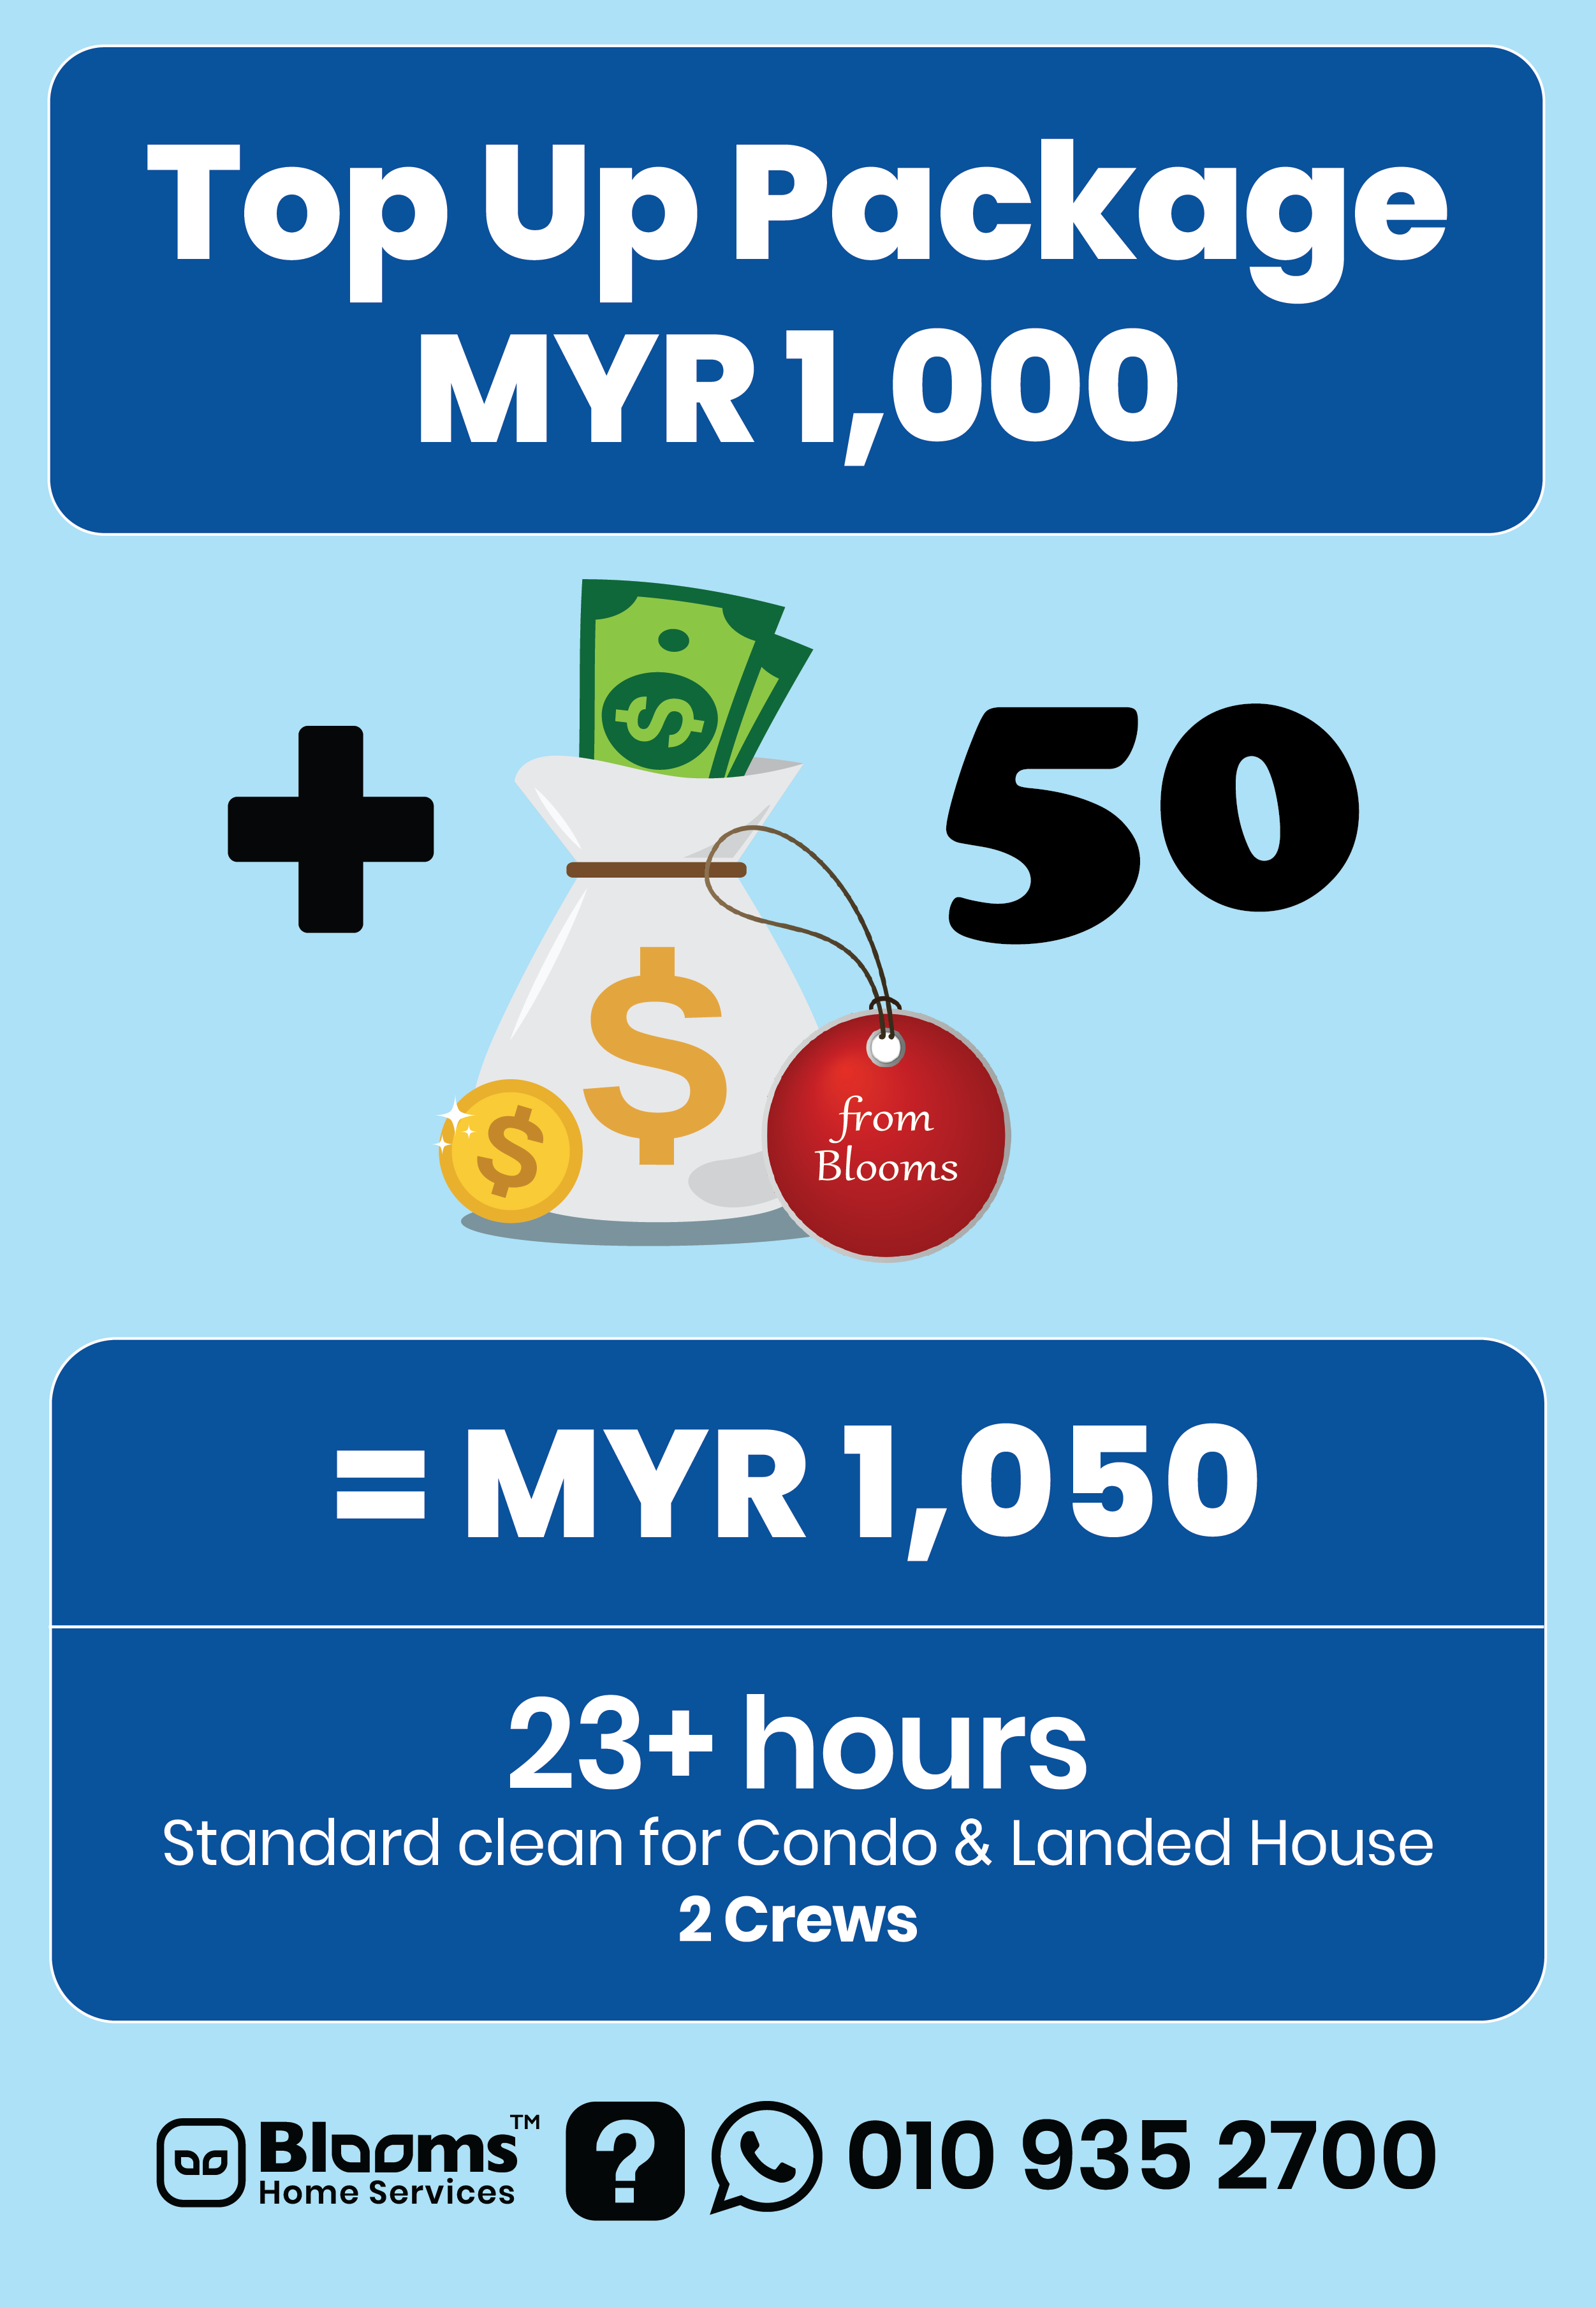 Top Up Package
MYR 1,000
+
50
$
$
$
from
Blooms
= MYR 1,050
23+ hours
Standard clean for Condo & Landed House
2 Crews
Blooms™
Home Services
?
010 935 2700